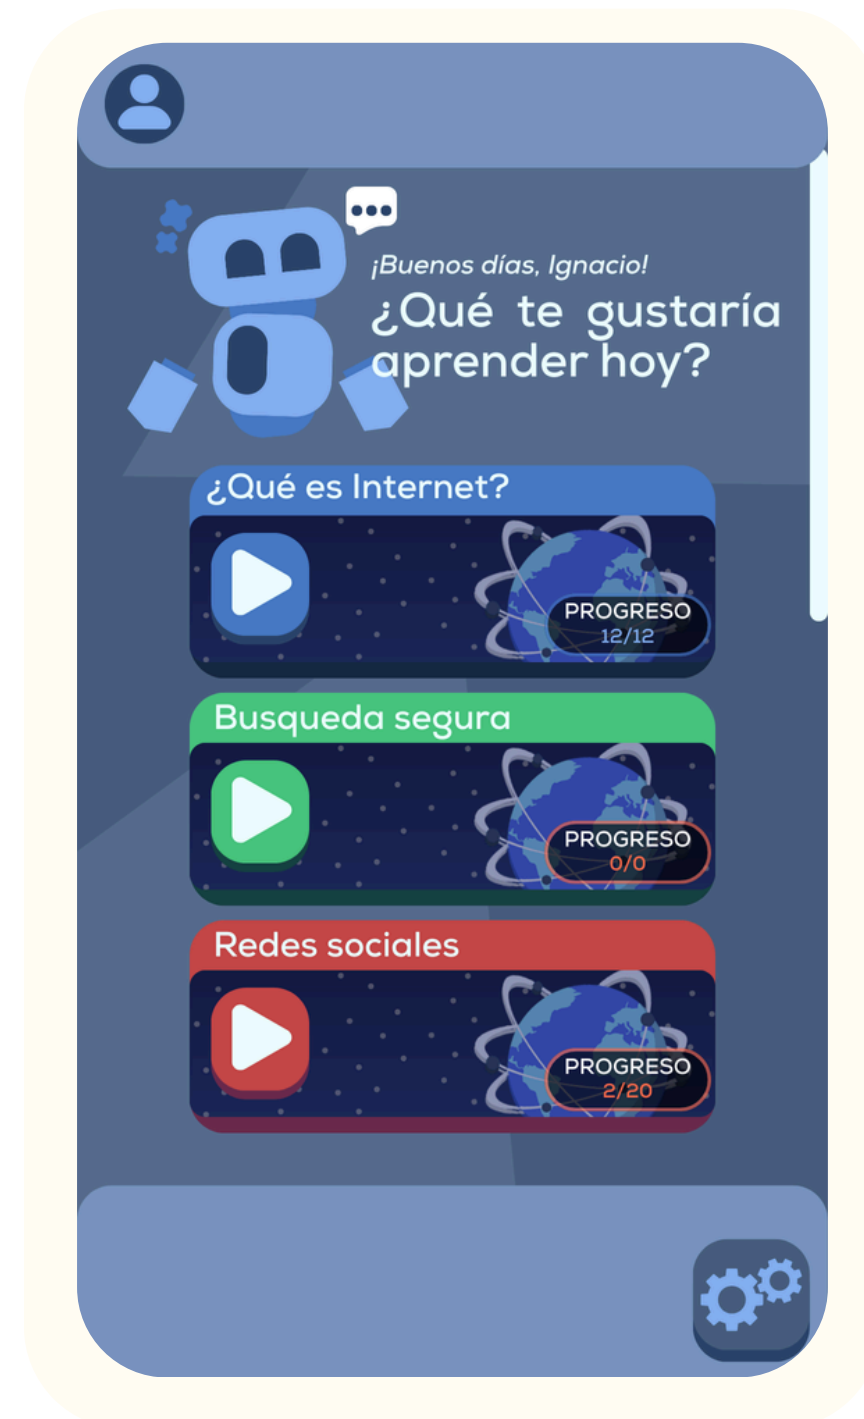 ¡Buenos días, Ignacio!
¿Qué te gustaría
aprender hoy?
¿Qué es Internet?
PROGRESO
12/12
Busqueda segura
PROGRESO
0/0
Redes sociales
PROGRESO
2/20